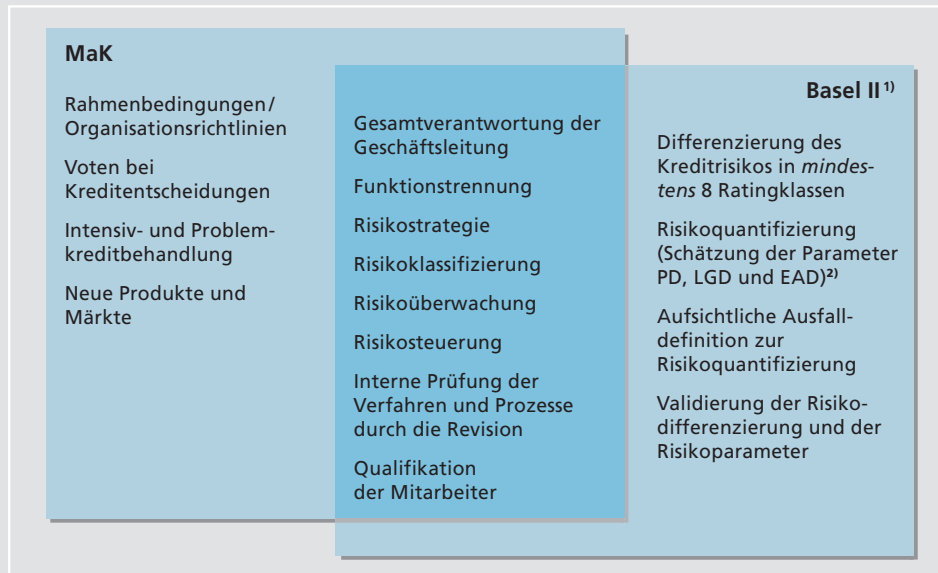 MaK
Rahmenbedingungen/
Organisationsrichtlinien
Voten bei
Kreditentscheidungen
Intensiv- und Problem-
kreditbehandlung
Neue Produkte und
Märkte
Gesamtverantwortung der
Geschäftsleitung
Funktionstrennung
Risikostrategie
Risikoklassifizierung
Risikoüberwachung
Risikosteuerung
Interne Prüfung der
Verfahren und Prozesse
durch die Revision
Qualifikation
der Mitarbeiter
Basel II¹⁾
Differenzierung des
Kreditrisikos in mindes-
tens 8 Ratingklassen
Risikoquantifizierung
(Schätzung der Parameter
PD, LGD und EAD)²⁾
Aufsichtliche Ausfall-
definition zur
Risikoquantifizierung
Validierung der Risiko-
differenzierung und der
Risikoparameter